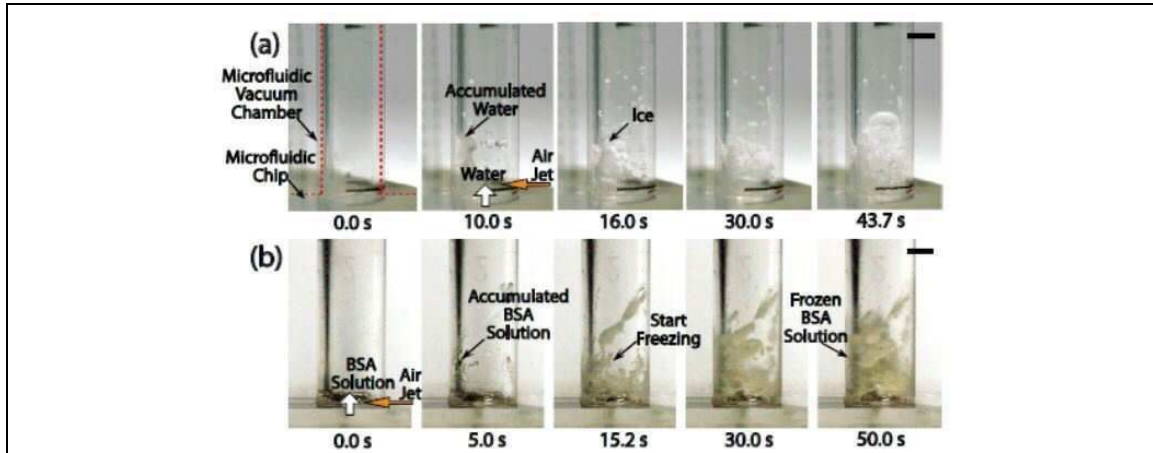 (a)
Microfluidic
Vacuum
Chamber
Microfluidic
Chip
0.0 s
Accumulated
Water
Water
Air
Jet
10.0 s
Ice
16.0 s
30.0 s
43.7 s
(b)
BSA
Solution
Air
Jet
0.0 s
Accumulated
BSA
Solution
5.0 s
Start
Freezing
15.2 s
30.0 s
Frozen
BSA
Solution
50.0 s